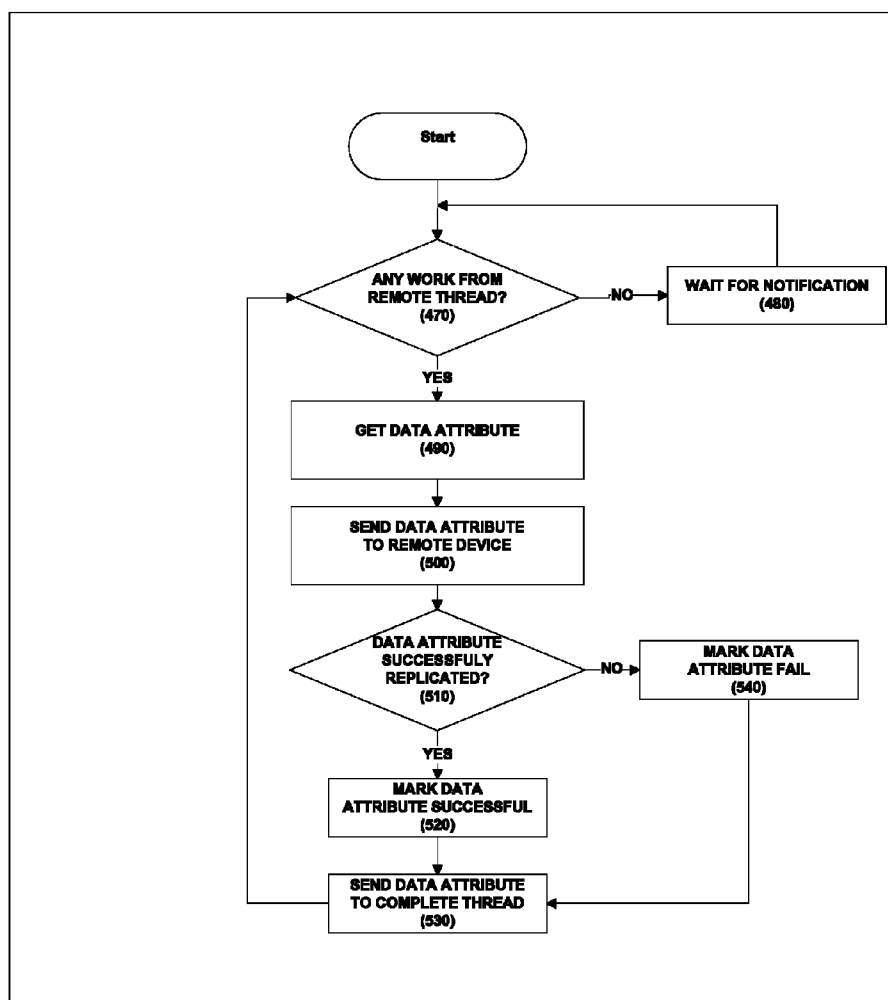 Start
ANY WORK FROM
REMOTE THREAD?
(470)
NO
WAIT FOR NOTIFICATION
(480)
YES
GET DATA ATTRIBUTE
(490)
SEND DATA ATTRIBUTE
TO REMOTE DEVICE
(500)
DATA ATTRIBUTE
SUCCESSFULY
REPLICATED?
(510)
NO
MARK DATA
ATTRIBUTE FAIL
(540)
YES
MARK DATA
ATTRIBUTE SUCCESSFUL
(520)
SEND DATA ATTRIBUTE
TO COMPLETE THREAD
(530)